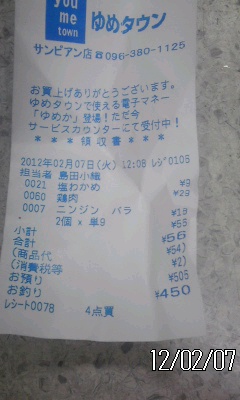 you
me
town
ゆめタウン
サンピアン店☎096-380-1125
お買上げありがとうございます。
ゆめタウンで使える電子マネー
「ゆめか」登場!ただ今
サービスカウンターにて受付中!
* * * 領 収 書 * * *
2012年02月07日(火) 12:08 レジ0105
担当者 島田小織
0021 塩わかめ ¥9
0060 鶏肉 ¥29
0007 ニンジン バラ
2個 × 単9 ¥18
小計 ¥56
合計 ¥56
(商品代 ¥54)
(消費税等 ¥2)
お預り ¥506
お釣り ¥450
レシート0078 4点買
12/02/07